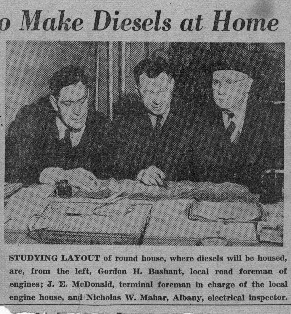 o Make Diesels at Home
STUDYING LAYOUT of round house, where diesels will be housed,
are, from the left, Gordon H. Bashant, local road foreman of
engines; J. E. McDonald, terminal foreman in charge of the local
engine house, and Nicholas W. Mahar, Albany, electrical inspector.